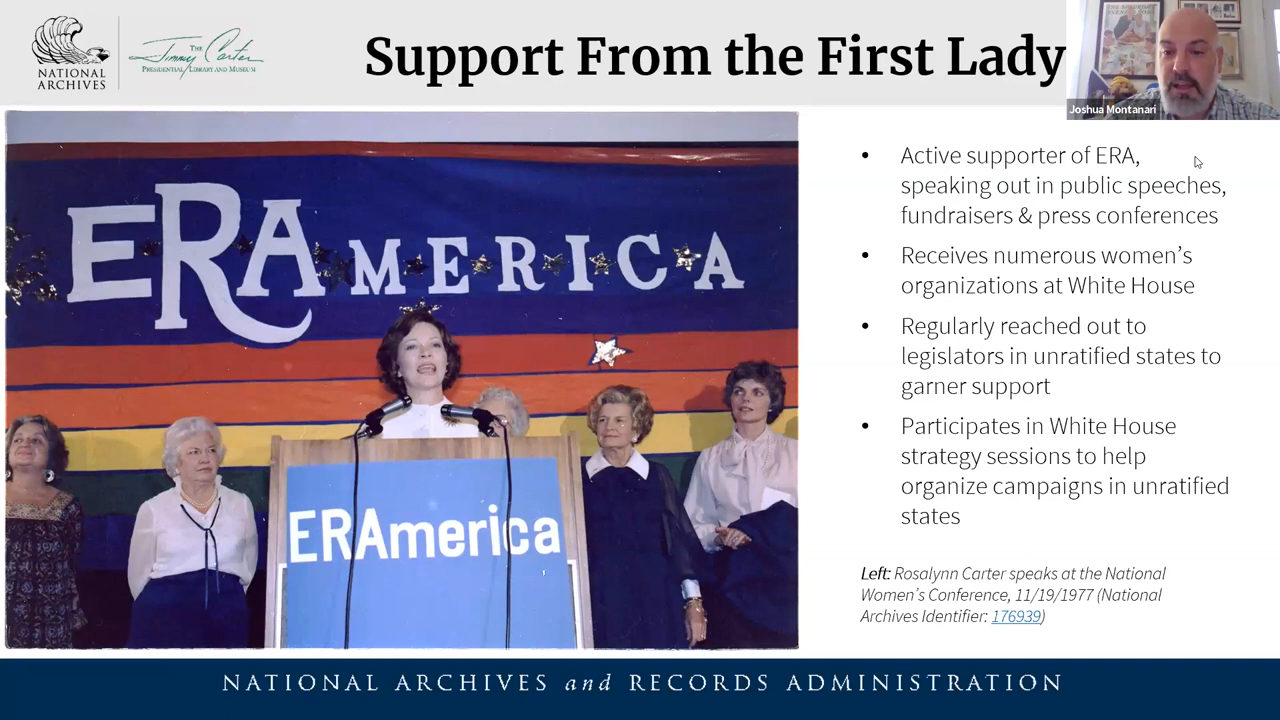 NATIONAL
ARCHIVES
THE
Jimmy Carter
PRESIDENTIAL LIBRARY AND MUSEUM
Support From the First Lady
Joshua Montanari
ERAMERICA
ERAmerica
• Active supporter of ERA,
speaking out in public speeches,
fundraisers & press conferences
• Receives numerous women’s
organizations at White House
• Regularly reached out to
legislators in unratified states to
garner support
• Participates in White House
strategy sessions to help
organize campaigns in unratified
states
Left: Rosalynn Carter speaks at the National
Women’s Conference, 11/19/1977 (National
Archives Identifier: 176939)
NATIONAL ARCHIVES and RECORDS ADMINISTRATION